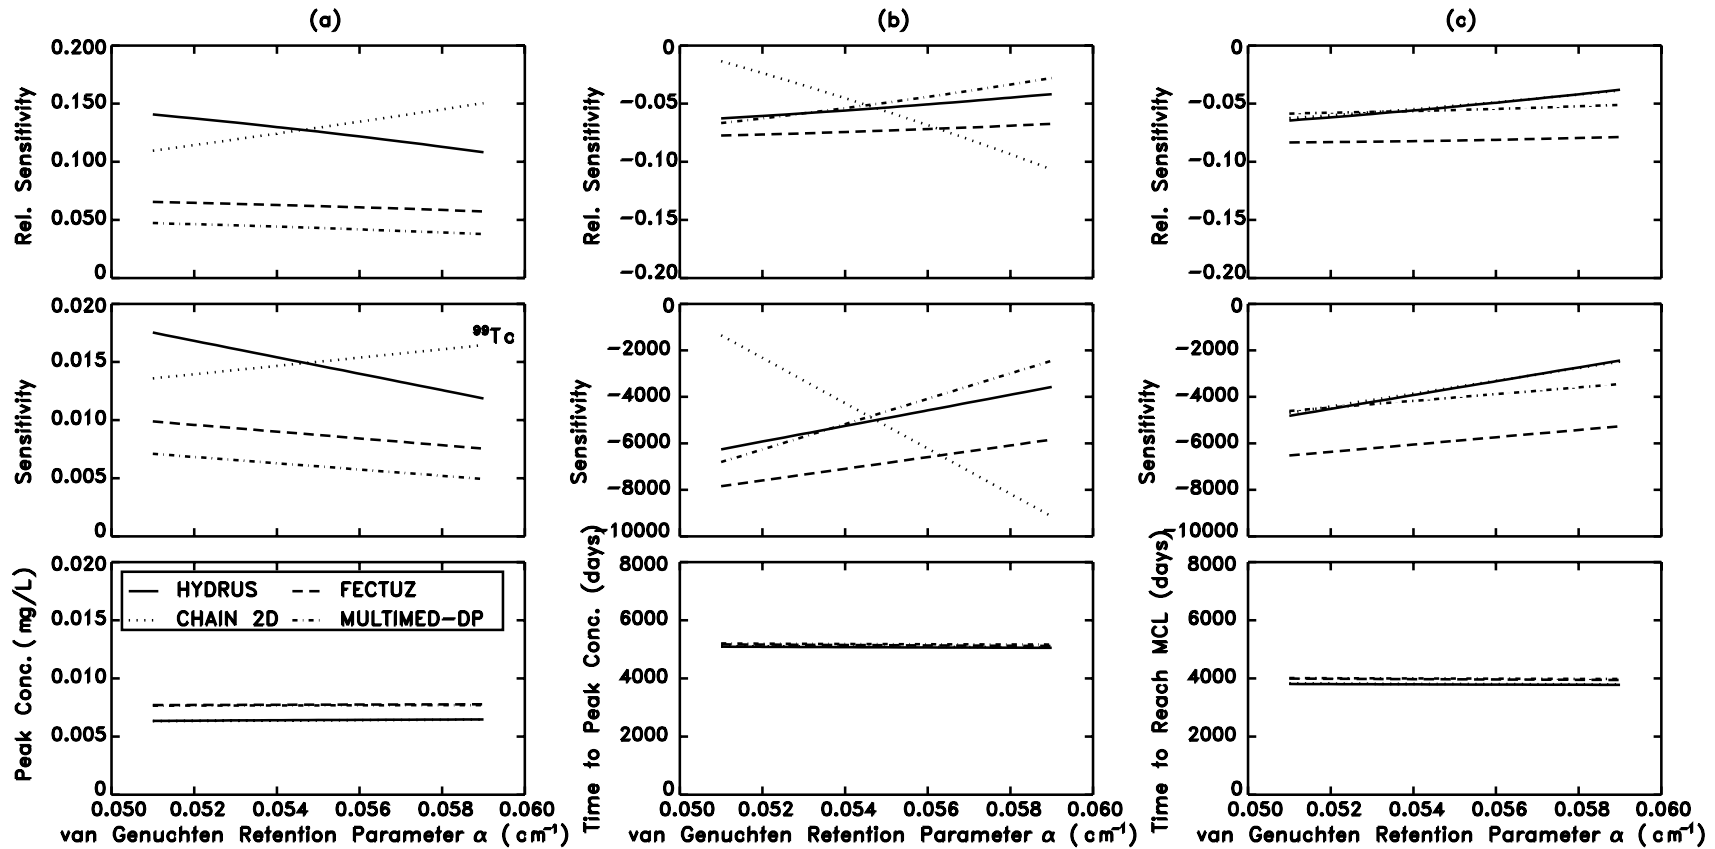 (a)
(b)
(c)
Rel. Sensitivity
0.200
0.150
0.100
0.050
0
Rel. Sensitivity
0
−0.05
−0.10
−0.15
−0.20
Rel. Sensitivity
0
−0.05
−0.10
−0.15
−0.20
Sensitivity
0.020
0.015
0.010
0.005
0
⁹⁹Tc
Sensitivity
0
−2000
−4000
−6000
−8000
−10000
Sensitivity
0
−2000
−4000
−6000
−8000
−10000
Peak Conc. (mg/L)
0.020
0.015
0.010
0.005
0
HYDRUS
FECTUZ
CHAIN 2D
MULTIMED−DP
Time to Peak Conc. (days)
8000
6000
4000
2000
0
Time to Reach MCL (days)
8000
6000
4000
2000
0
0.050 0.052 0.054 0.056 0.058 0.060
0.050 0.052 0.054 0.056 0.058 0.060
0.050 0.052 0.054 0.056 0.058 0.060
van Genuchten Retention Parameter α (cm⁻¹)
van Genuchten Retention Parameter α (cm⁻¹)
van Genuchten Retention Parameter α (cm⁻¹)